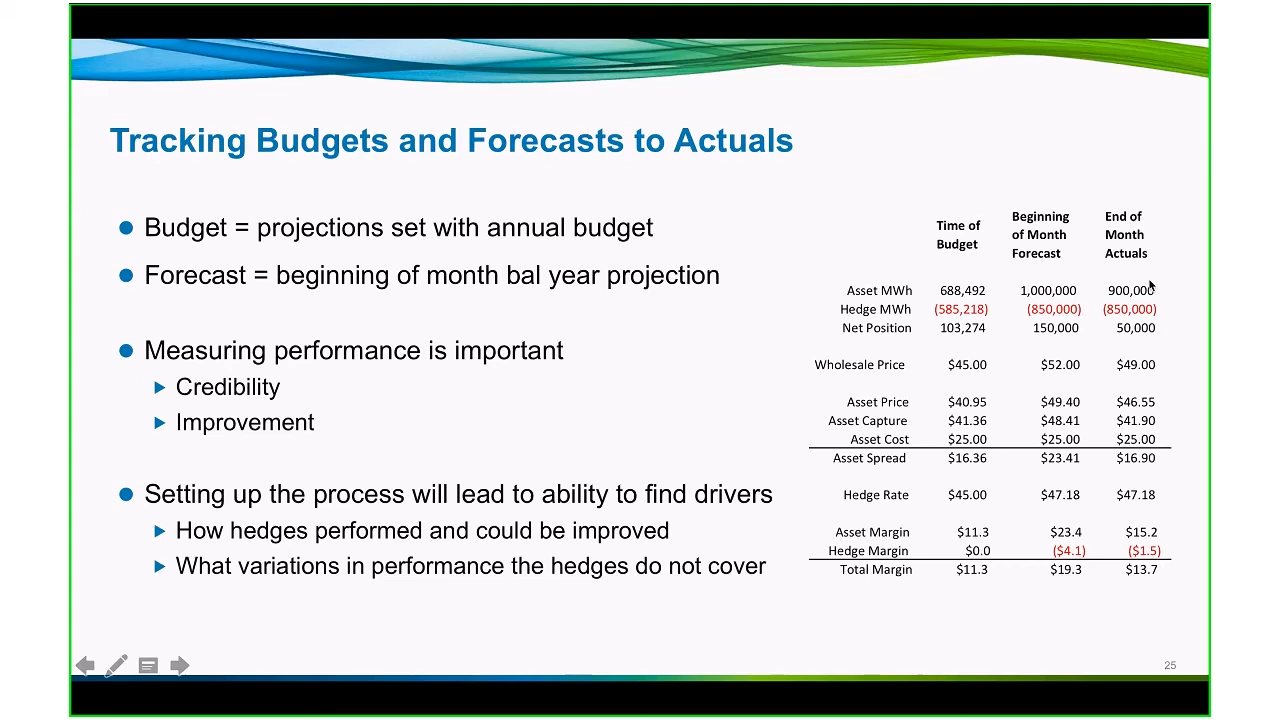 Tracking Budgets and Forecasts to Actuals
Budget = projections set with annual budget
Forecast = beginning of month bal year projection
Measuring performance is important
Credibility
Improvement
Setting up the process will lead to ability to find drivers
How hedges performed and could be improved
What variations in performance the hedges do not cover
Time of Budget Beginning of Month Forecast End of Month Actuals
Asset MWh 688,492 1,000,000 900,000
Hedge MWh (585,218) (850,000) (850,000)
Net Position 103,274 150,000 50,000
Wholesale Price $45.00 $52.00 $49.00
Asset Price $40.95 $49.40 $46.55
Asset Capture $41.36 $48.41 $41.90
Asset Cost $25.00 $25.00 $25.00
Asset Spread $16.36 $23.41 $16.90
Hedge Rate $45.00 $47.18 $47.18
Asset Margin $11.3 $23.4 $15.2
Hedge Margin $0.0 ($4.1) ($1.5)
Total Margin $11.3 $19.3 $13.7
25